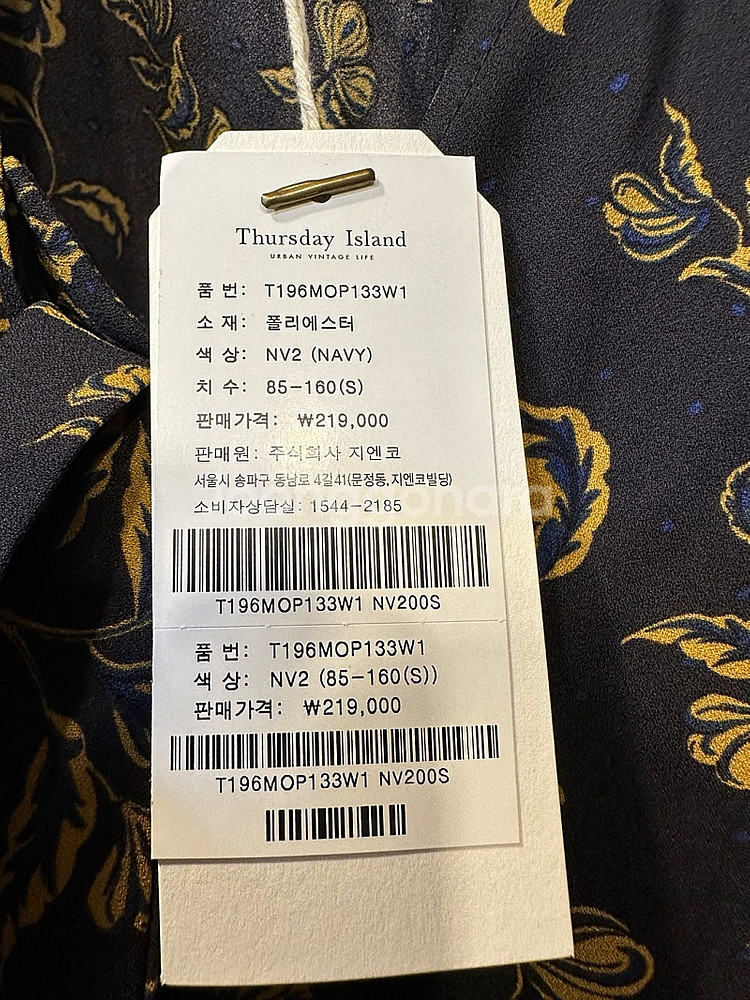 Thursday Island
URBAN VINTAGE LIFE
품 번: T196MOP133W1
소 재: 폴리에스터
색 상: NV2 (NAVY)
치 수: 85-160(S)
판매가격: ₩219,000
판매원: 주식회사 지엔코
서울시 송파구 동남로 4길41(문정동,지엔코빌딩)
소비자상담실: 1544-2185
T196MOP133W1 NV200S
품 번: T196MOP133W1
색 상: NV2 (85-160(S))
판매가격: ₩219,000
T196MOP133W1 NV200S